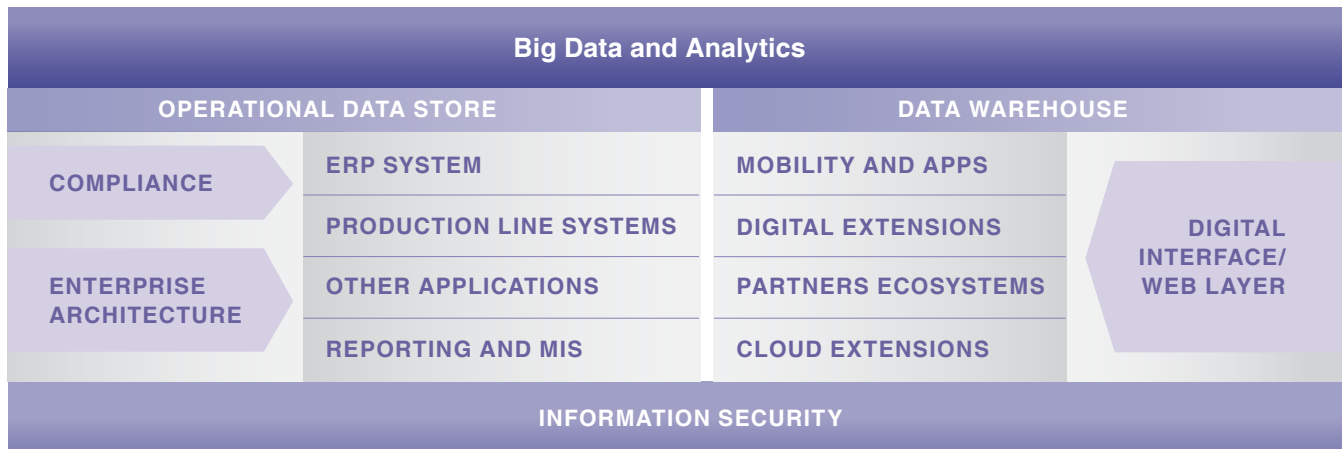 Big Data and Analytics
OPERATIONAL DATA STORE
COMPLIANCE
ENTERPRISE
ARCHITECTURE
ERP SYSTEM
PRODUCTION LINE SYSTEMS
OTHER APPLICATIONS
REPORTING AND MIS
DATA WAREHOUSE
MOBILITY AND APPS
DIGITAL EXTENSIONS
PARTNERS ECOSYSTEMS
CLOUD EXTENSIONS
DIGITAL
INTERFACE/
WEB LAYER
INFORMATION SECURITY